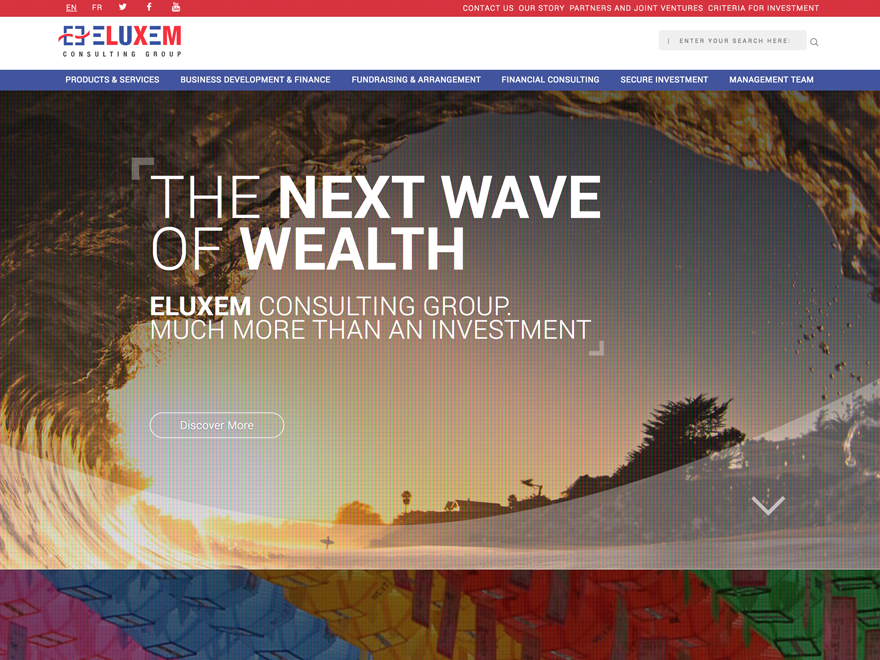 EN FR
CONTACT US OUR STORY PARTNERS AND JOINT VENTURES CRITERIA FOR INVESTMENT
ELUXEM
CONSULTING GROUP
ENTER YOUR SEARCH HERE:
PRODUCTS & SERVICES BUSINESS DEVELOPMENT & FINANCE FUNDRAISING & ARRANGEMENT FINANCIAL CONSULTING SECURE INVESTMENT MANAGEMENT TEAM
THE NEXT WAVE
OF WEALTH
ELUXEM CONSULTING GROUP.
MUCH MORE THAN AN INVESTMENT
Discover More